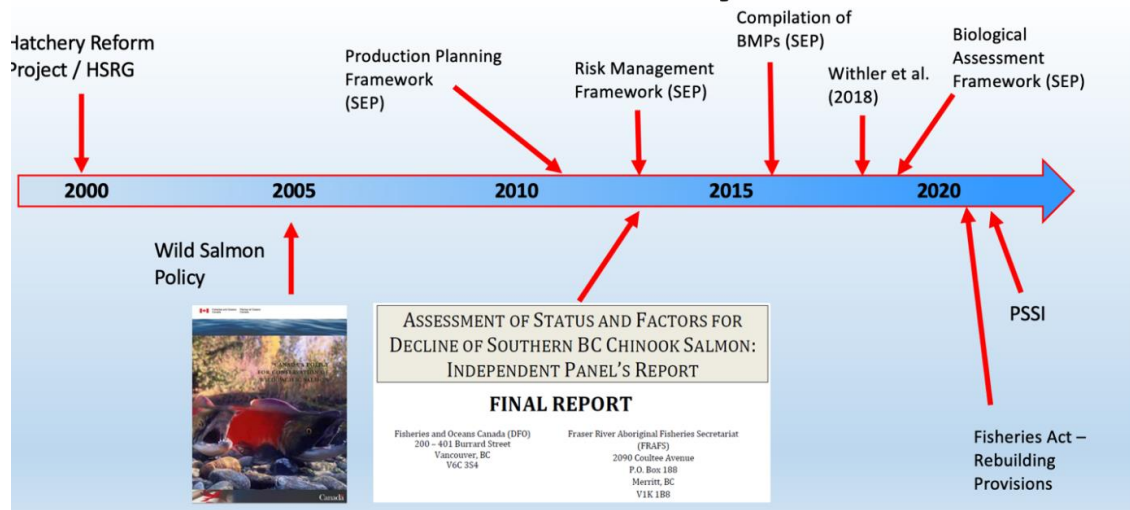 Hatchery Reform
Project / HSRG
Production Planning
Framework
(SEP)
Risk Management
Framework (SEP)
Compilation of
BMPs (SEP)
Withler et al.
(2018)
Biological
Assessment
Framework (SEP)
2000
2005
2010
2015
2020
Wild Salmon
Policy
Canada
ASSESSMENT OF STATUS AND FACTORS FOR
DECLINE OF SOUTHERN BC CHINOOK SALMON:
INDEPENDENT PANEL'S REPORT
FINAL REPORT
Fisheries and Oceans Canada (DFO)
200 – 401 Burrard Street
Vancouver, BC
V6C 3S4
Fraser River Aboriginal Fisheries Secretariat
(FRAFS)
2090 Coultee Avenue
P.O. Box 188
Merritt, BC
V1K 1B8
PSSI
Fisheries Act –
Rebuilding
Provisions